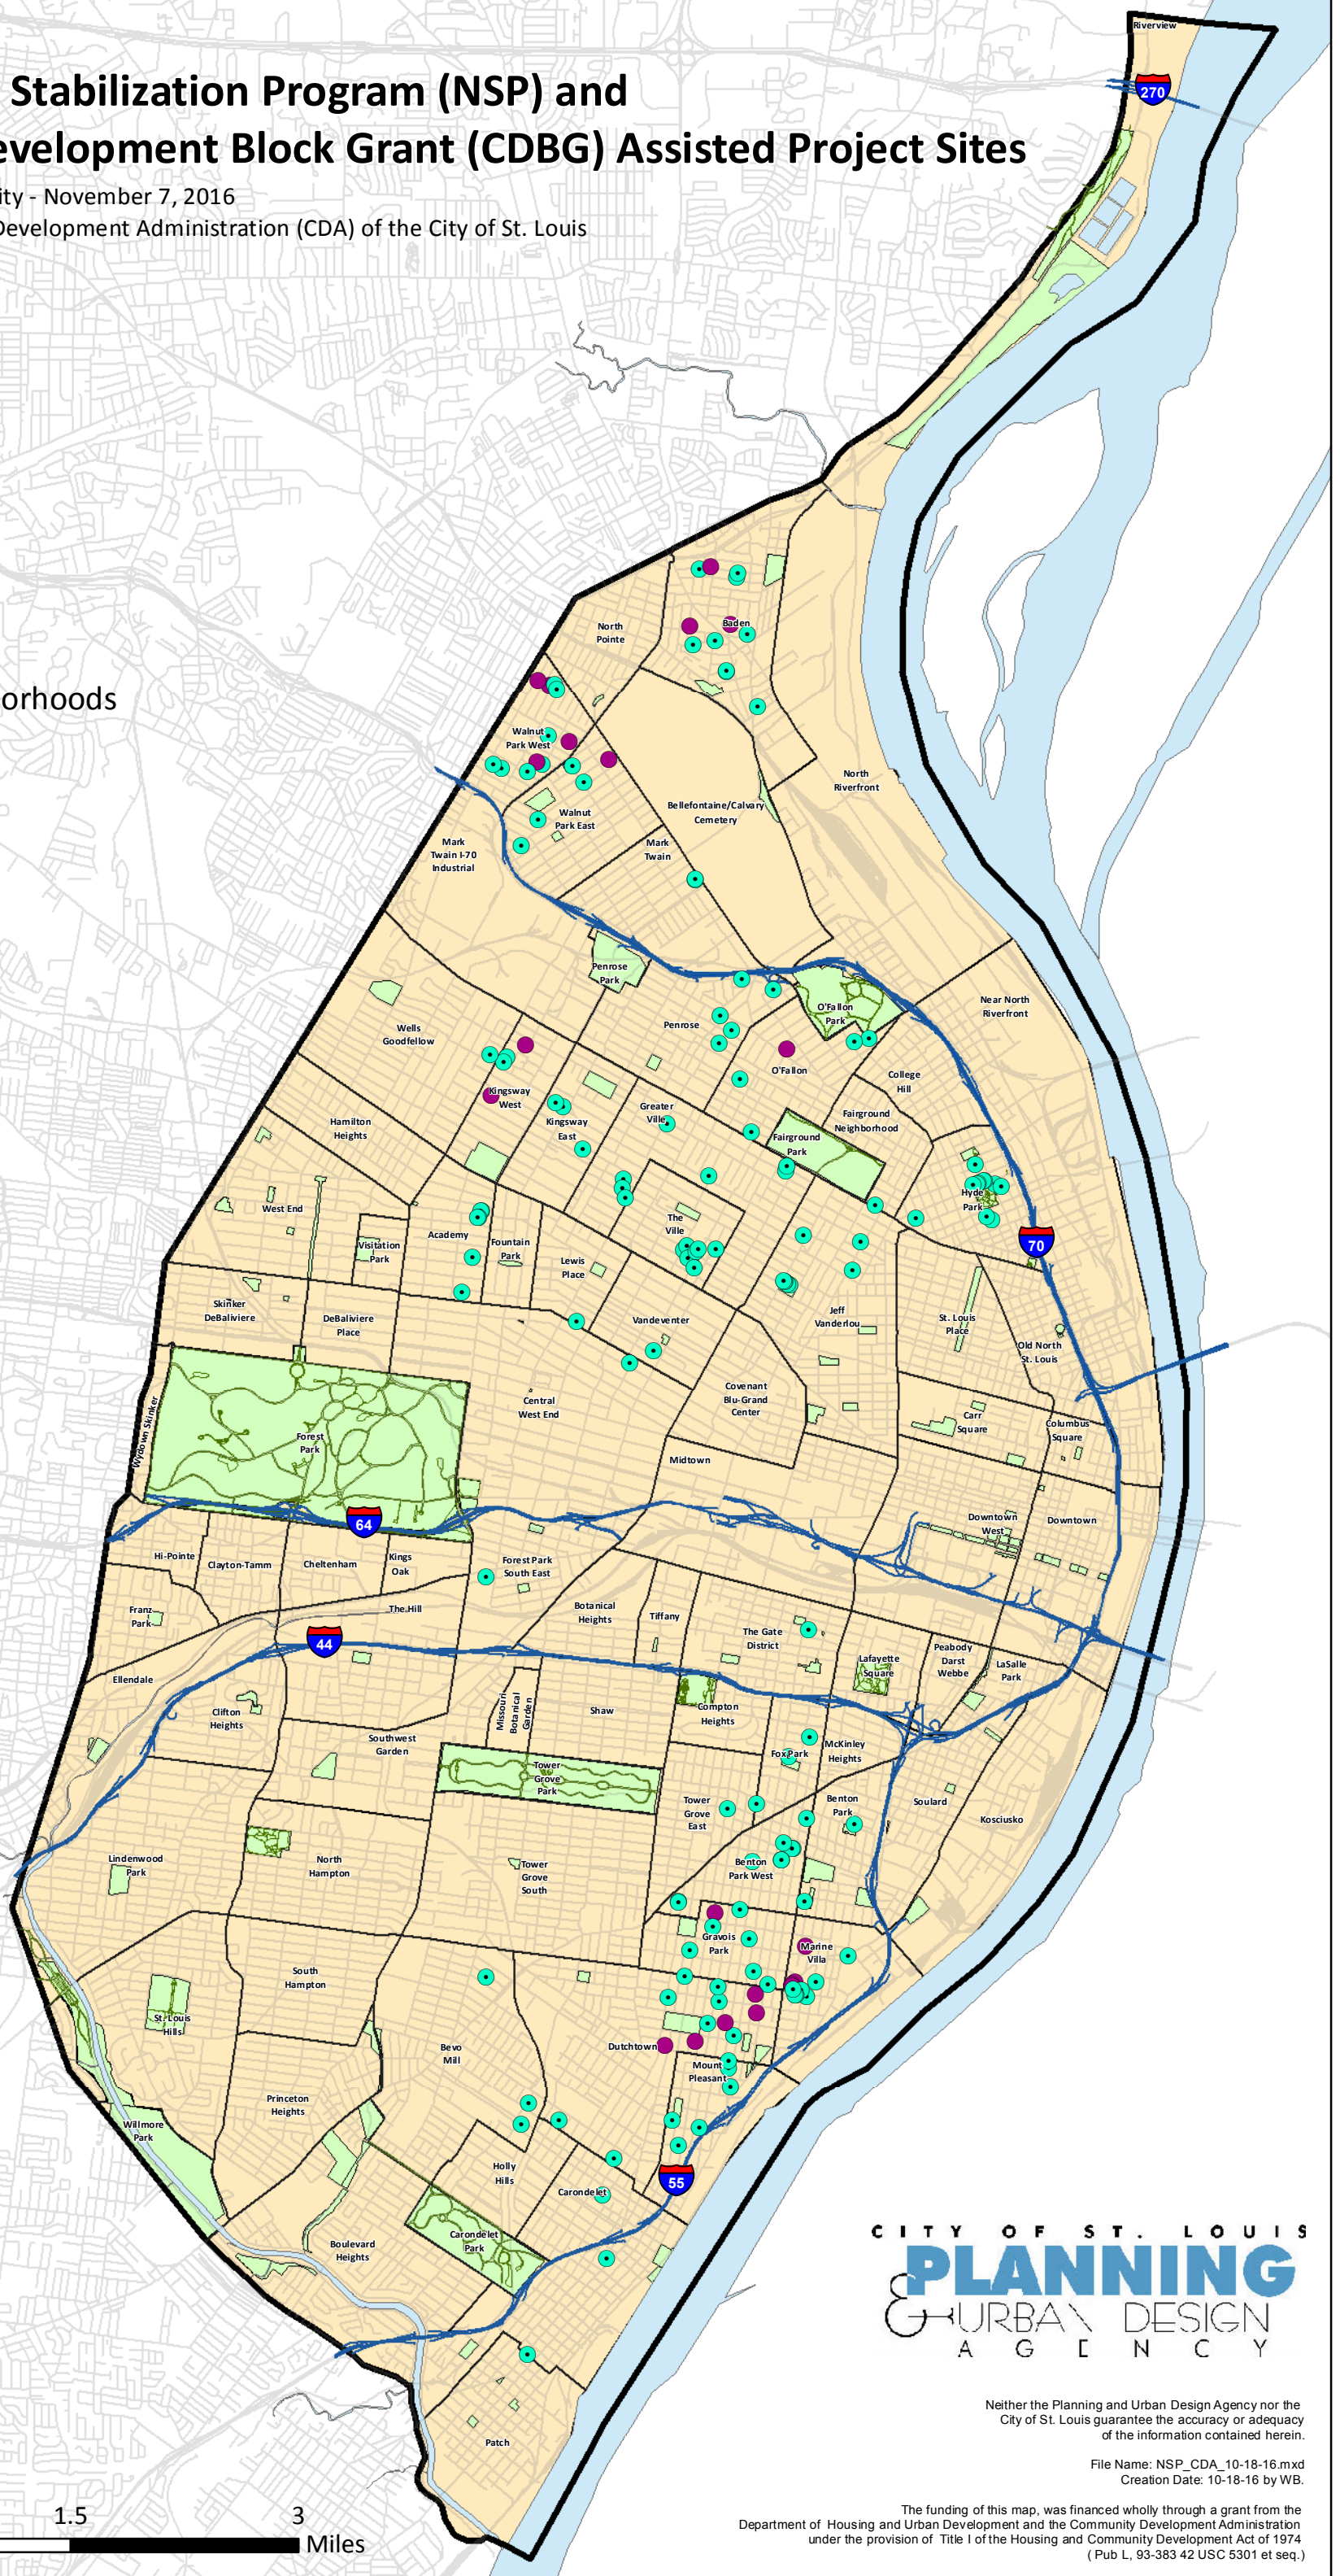 Stabilization Program (NSP) and
evelopment Block Grant (CDBG) Assisted Project Sites
ity - November 7, 2016
Development Administration (CDA) of the City of St. Louis
orhoods
Riverview
270
North
Pointe
Baden
Walnut
Park West
North
Riverfront
Bellefontaine/Calvary
Cemetery
Walnut
Park East
Mark
Twain I-70
Industrial
Mark
Twain
Penrose
Park
O'Fallon
Park
Near North
Riverfront
Wells
Goodfellow
Penrose
O'Fallon
College
Hill
Kingsway
West
Kingsway
East
Greater
Ville
Fairground
Neighborhood
Hamilton
Heights
Fairground
Park
Hyde
Park
West End
Visitation
Park
Academy
Fountain
Park
The
Ville
70
Lewis
Place
Skinker
DeBaliviere
DeBaliviere
Place
Vandeventer
Jeff
Vanderlou
St. Louis
Place
Old North
St. Louis
Wydown Skinker
Forest
Park
Central
West End
Covenant
Blu-Grand
Center
Carr
Square
Columbus
Square
Midtown
64
Downtown
West
Downtown
Hi-Pointe
Clayton-Tamm
Cheltenham
Kings
Oak
Forest Park
South East
Franz
Park
The Hill
Botanical
Heights
Tiffany
The Gate
District
44
Lafayette
Square
Peabody
Darst
Webbe
LaSalle
Park
Ellendale
Clifton
Heights
Southwest
Garden
Missouri
Botanical
Garden
Shaw
Compton
Heights
Fox Park
McKinley
Heights
Tower
Grove
Park
Tower
Grove
East
Benton
Park
Soulard
Kosciusko
Lindenwood
Park
North
Hampton
Tower
Grove
South
Benton
Park West
Gravois
Park
Marine
Villa
South
Hampton
St. Louis
Hills
Bevo
Mill
Dutchtown
Mount
Pleasant
Princeton
Heights
Willmore
Park
Holly
Hills
Carondelet
55
Boulevard
Heights
Carondelet
Park
Patch
CITY OF ST. LOUIS
PLANNING
& URBAN DESIGN
AGENCY
Neither the Planning and Urban Design Agency nor the
City of St. Louis guarantee the accuracy or adequacy
of the information contained herein.
File Name: NSP_CDA_10-18-16.mxd
Creation Date: 10-18-16 by WB.
The funding of this map, was financed wholly through a grant from the
Department of Housing and Urban Development and the Community Development Administration
under the provision of Title I of the Housing and Community Development Act of 1974
( Pub L, 93-383 42 USC 5301 et seq.)
1.5 3
Miles